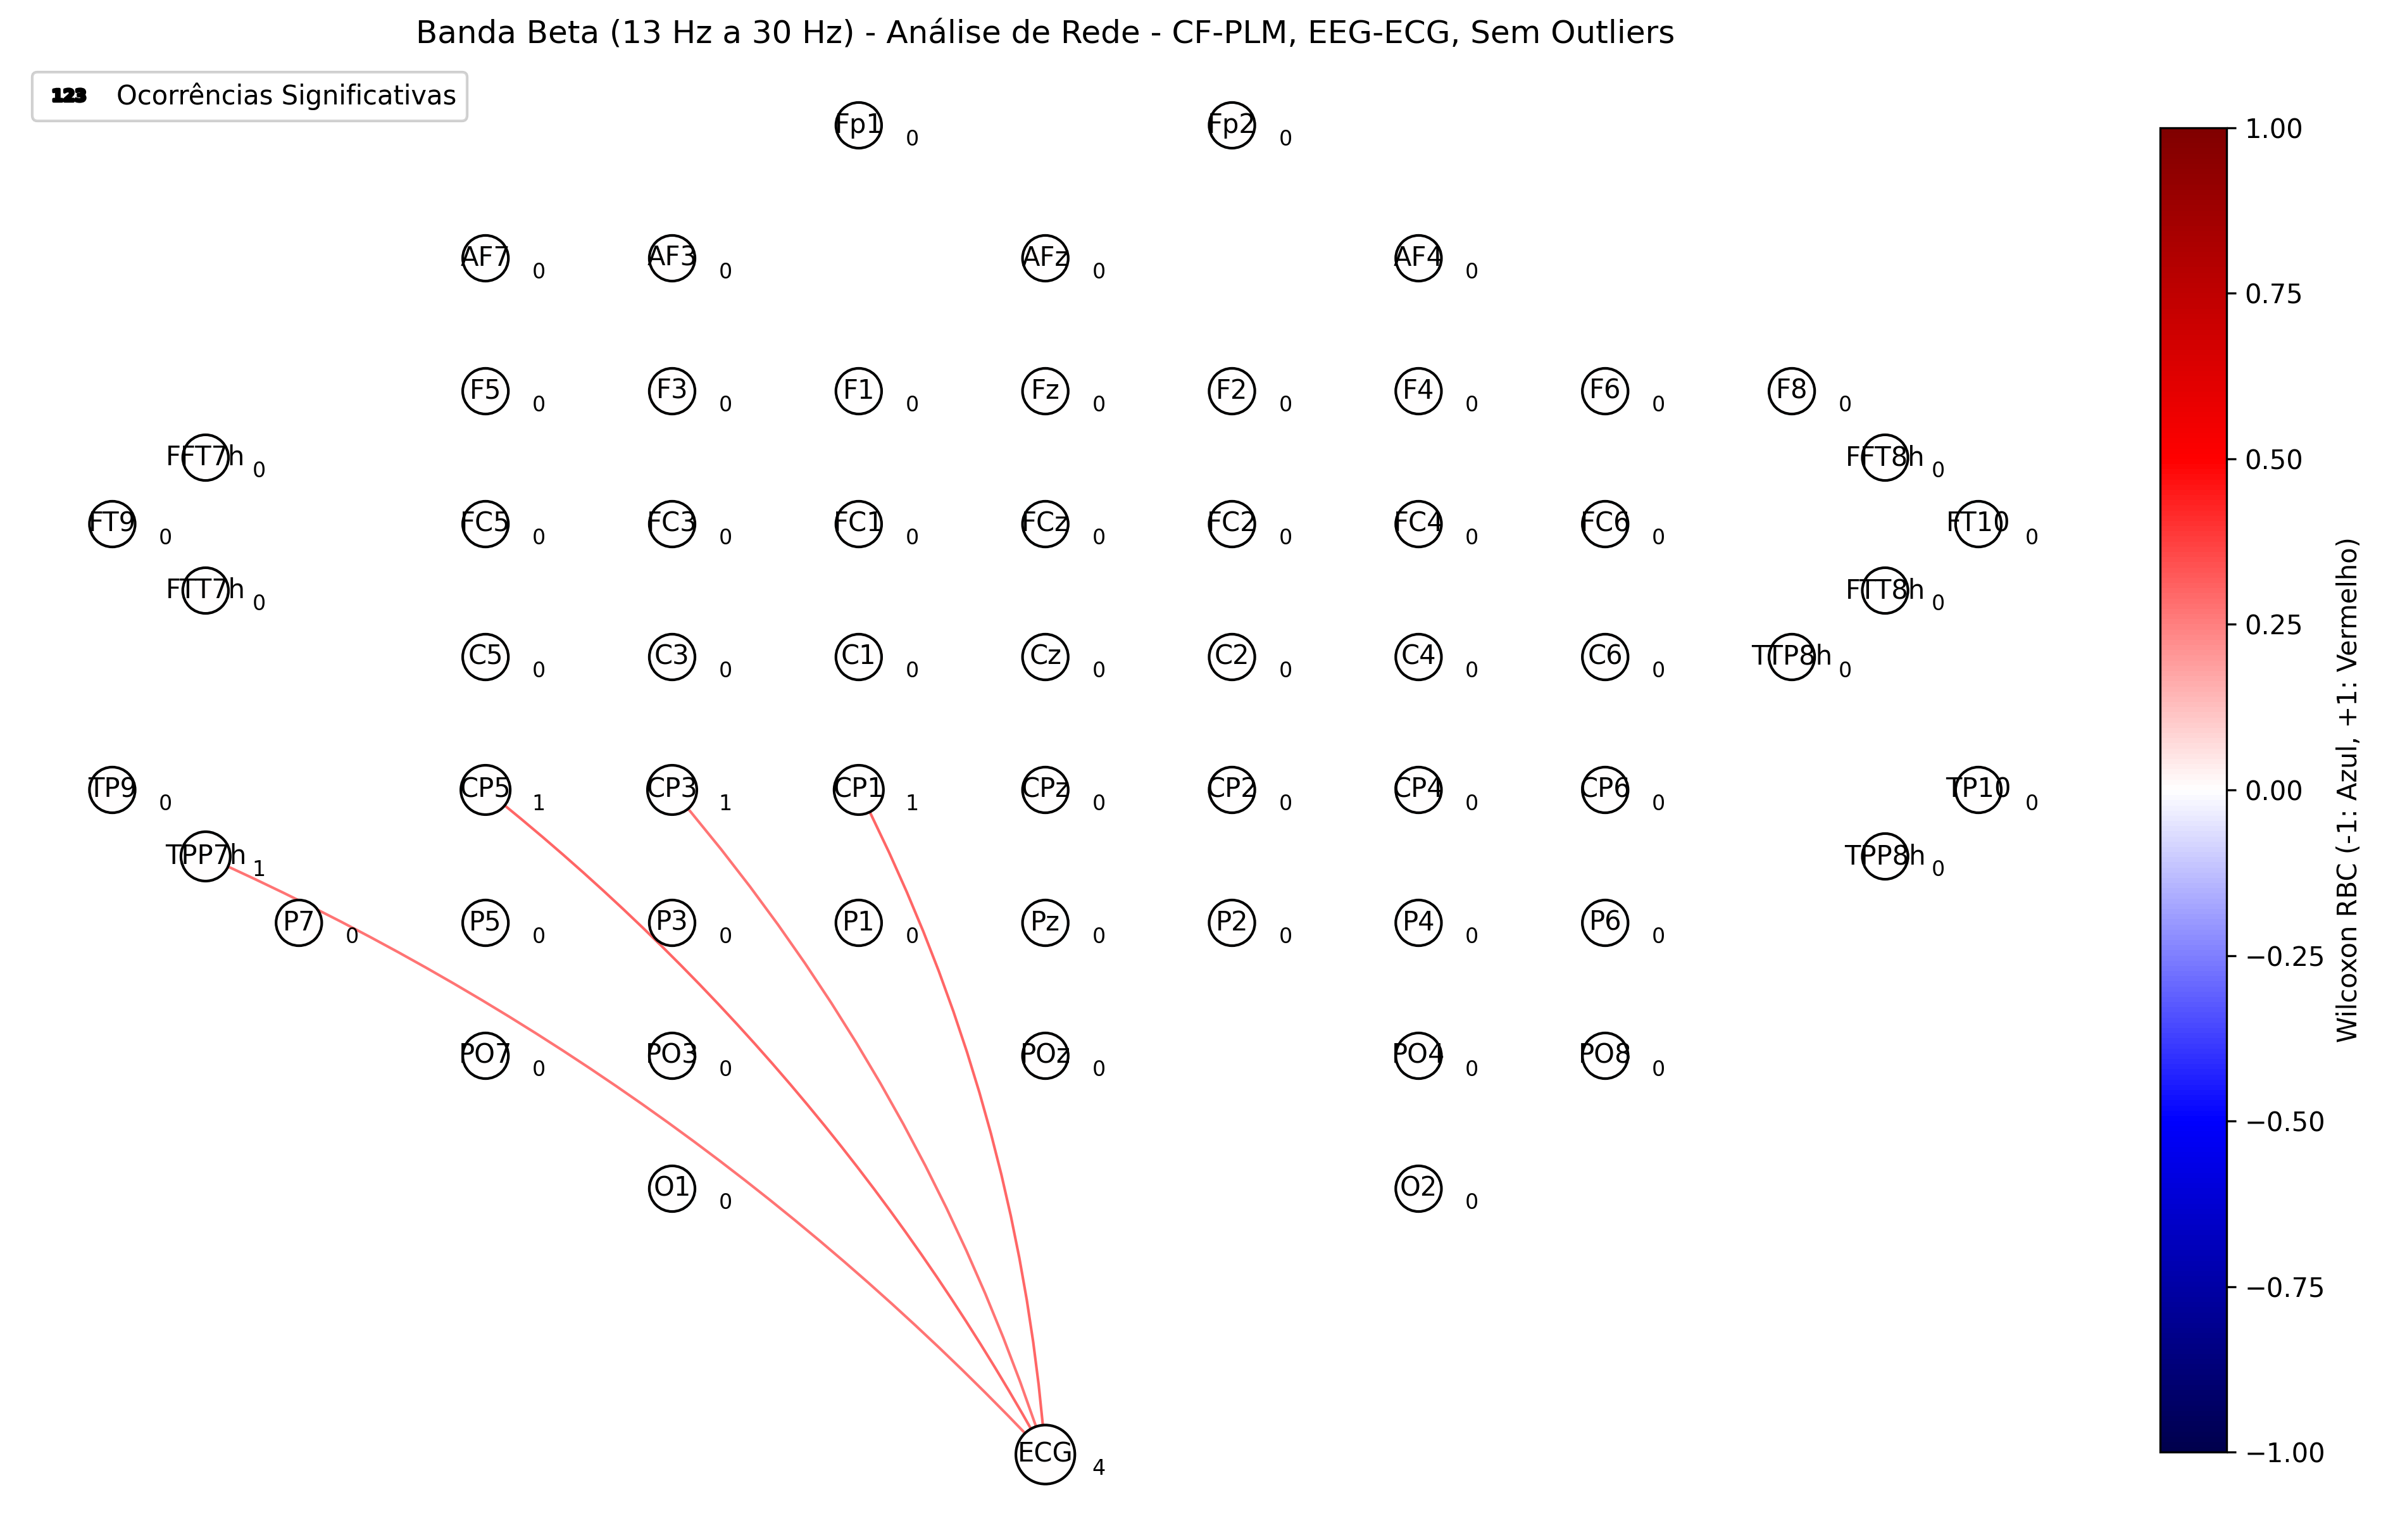 Banda Beta (13 Hz a 30 Hz) - Análise de Rede - CF-PLM, EEG-ECG, Sem Outliers
123 Ocorrências Significativas
Fp1 0 Fp2 0
AF7 0 AF3 0 AFz 0 AF4 0
F5 0 F3 0 F1 0 Fz 0 F2 0 F4 0 F6 0 F8 0
FFT7h 0 FFT8h 0
FT9 0 FC5 0 FC3 0 FC1 0 FCz 0 FC2 0 FC4 0 FC6 0 FT10 0
FTT7h 0 FTT8h 0
C5 0 C3 0 C1 0 Cz 0 C2 0 C4 0 C6 0 TTP8h 0
TP9 0 CP5 1 CP3 1 CP1 1 CPz 0 CP2 0 CP4 0 CP6 0 TP10 0
TPP7h 1 TPP8h 0
P7 0 P5 0 P3 0 P1 0 Pz 0 P2 0 P4 0 P6 0
PO7 0 PO3 0 POz 0 PO4 0 PO8 0
O1 0 O2 0
ECG 4
1.00
0.75
0.50
0.25
0.00
−0.25
−0.50
−0.75
−1.00
Wilcoxon RBC (-1: Azul, +1: Vermelho)